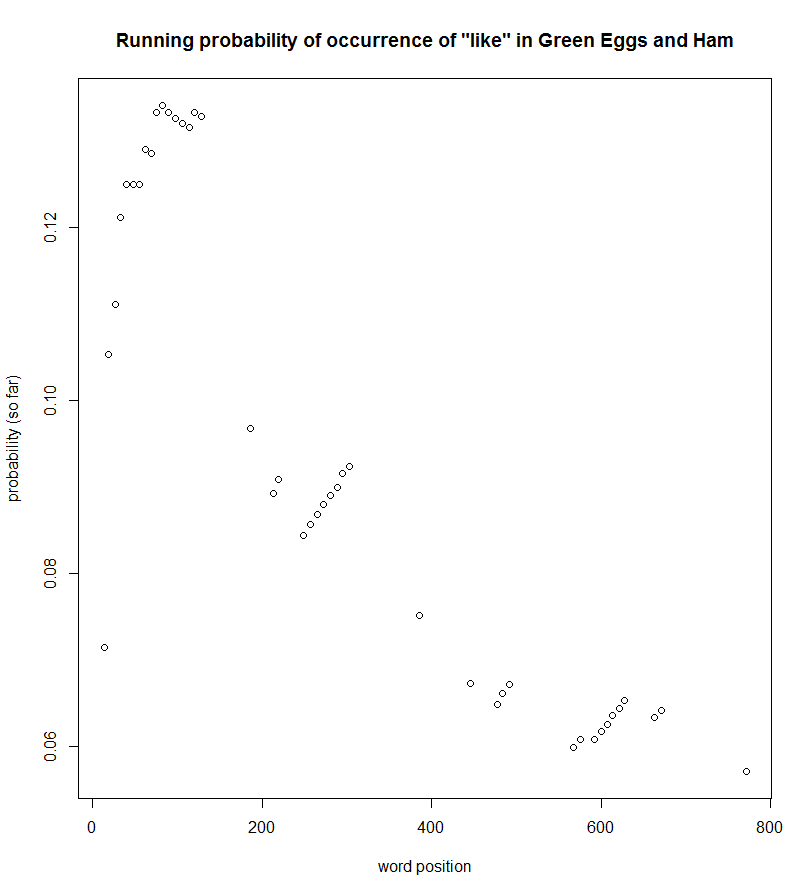 Running probability of occurrence of "like" in Green Eggs and Ham
probability (so far)
0.12
0.10
0.08
0.06
0 200 400 600 800
word position